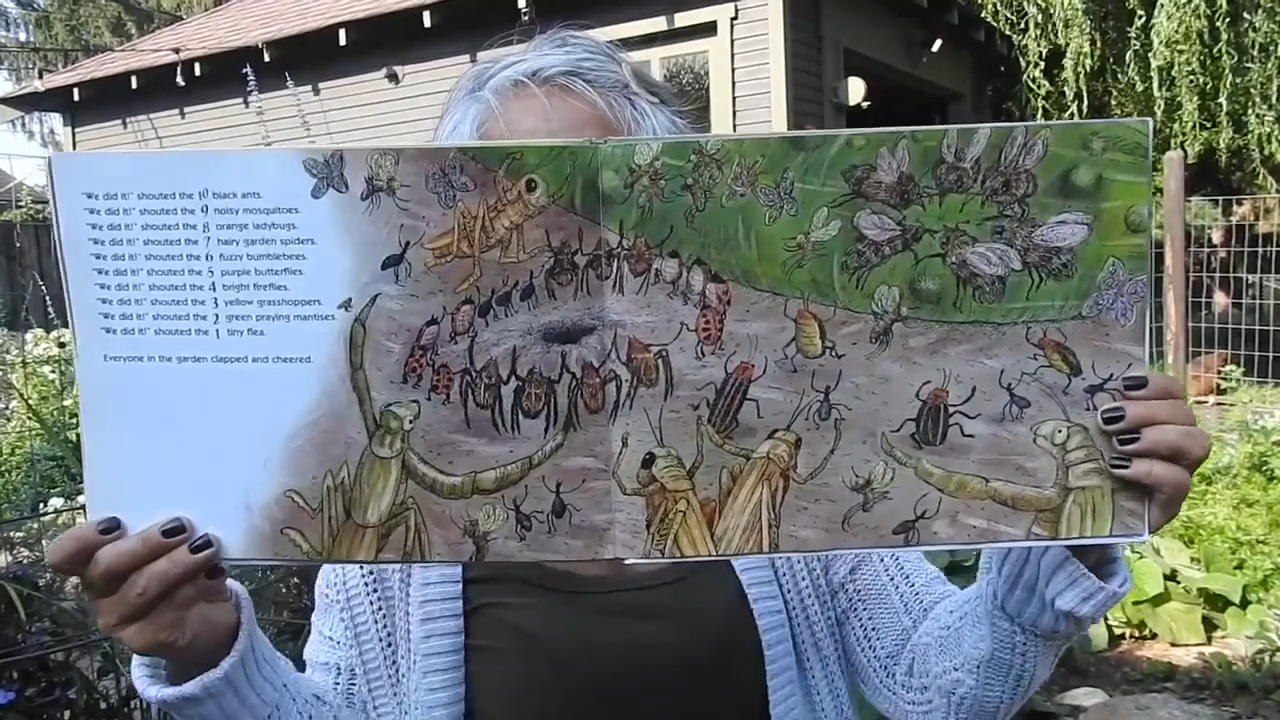 "We did it!" shouted the 10 black ants.
"We did it!" shouted the 9 noisy mosquitoes.
"We did it!" shouted the 8 orange ladybugs.
"We did it!" shouted the 7 hairy garden spiders.
"We did it!" shouted the 6 fuzzy bumblebees.
"We did it!" shouted the 5 purple butterflies.
"We did it!" shouted the 4 bright fireflies.
"We did it!" shouted the 3 yellow grasshoppers.
"We did it!" shouted the 2 green praying mantises.
"We did it!" shouted the 1 tiny flea.
Everyone in the garden clapped and cheered.